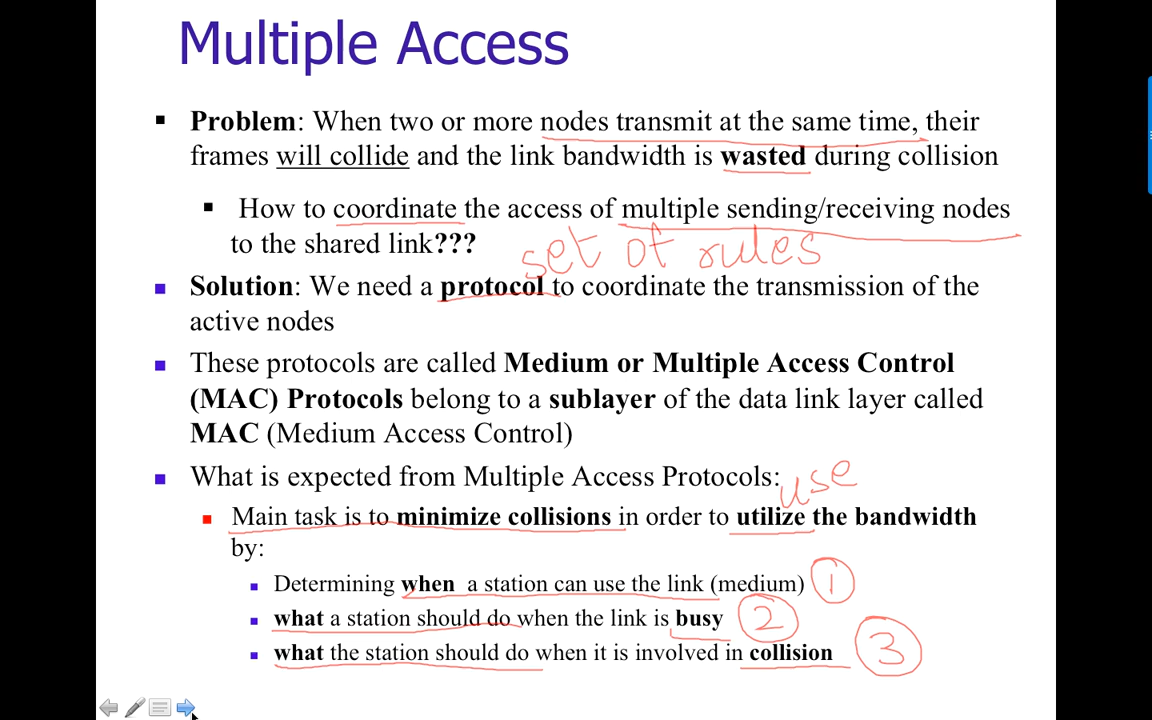 Multiple Access
▪ Problem: When two or more nodes transmit at the same time, their
frames will collide and the link bandwidth is wasted during collision
▪ How to coordinate the access of multiple sending/receiving nodes
to the shared link???
set of rules
▪ Solution: We need a protocol to coordinate the transmission of the
active nodes
▪ These protocols are called Medium or Multiple Access Control
(MAC) Protocols belong to a sublayer of the data link layer called
MAC (Medium Access Control)
▪ What is expected from Multiple Access Protocols:
use
▪ Main task is to minimize collisions in order to utilize the bandwidth
by:
▪ Determining when a station can use the link (medium) 1
▪ what a station should do when the link is busy 2
▪ what the station should do when it is involved in collision 3